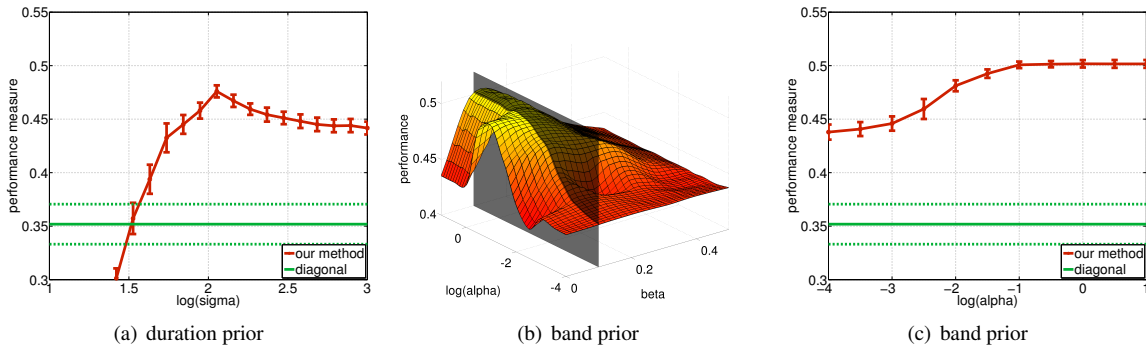 0.55
0.5
0.45
0.4
0.35
0.3
performance measure
1 1.5 2 2.5 3
log(sigma)
our method
diagonal
(a) duration prior
0.5
0.45
0.4
performance
0
-2
-4
log(alpha)
0
0.2
0.4
beta
(b) band prior
0.55
0.5
0.45
0.4
0.35
0.3
performance measure
−4 −3 −2 −1 0 1
log(alpha)
our method
diagonal
(c) band prior